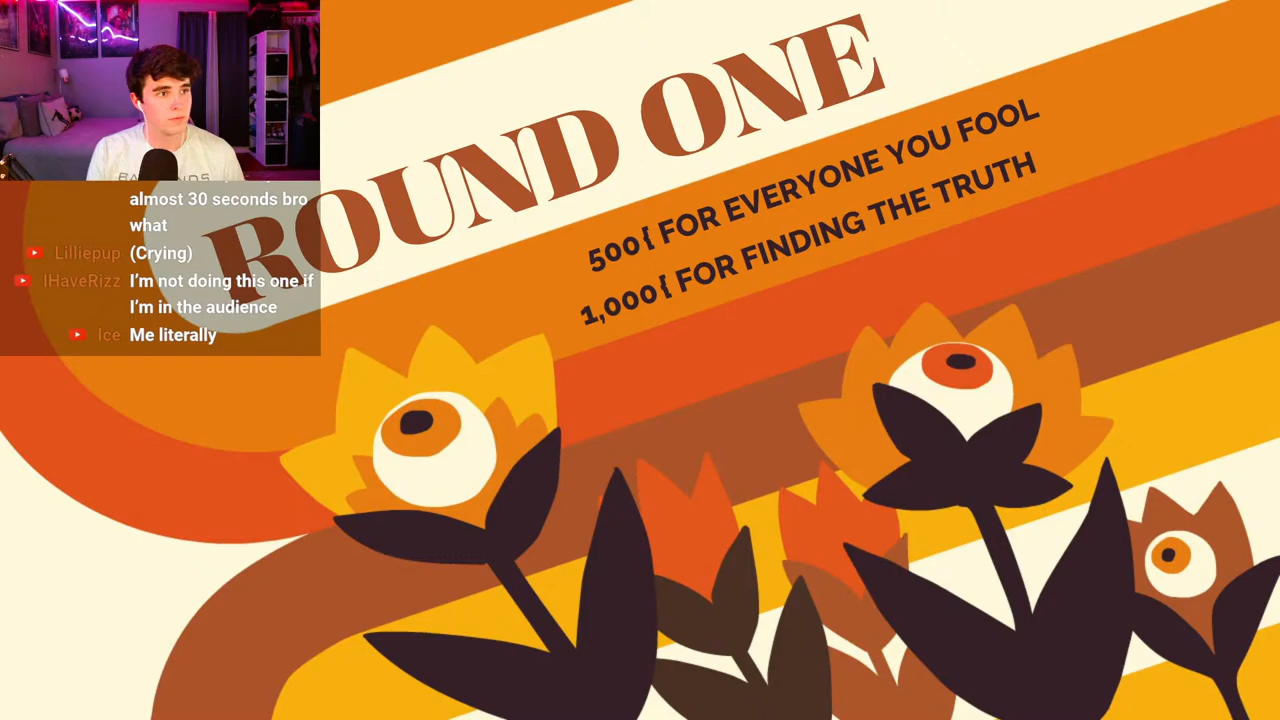 ROUND ONE
500{ FOR EVERYONE YOU FOOL
1,000{ FOR FINDING THE TRUTH
almost 30 seconds bro
what
Lilliepup (Crying)
IHaveRizz I'm not doing this one if
I'm in the audience
Ice Me literally